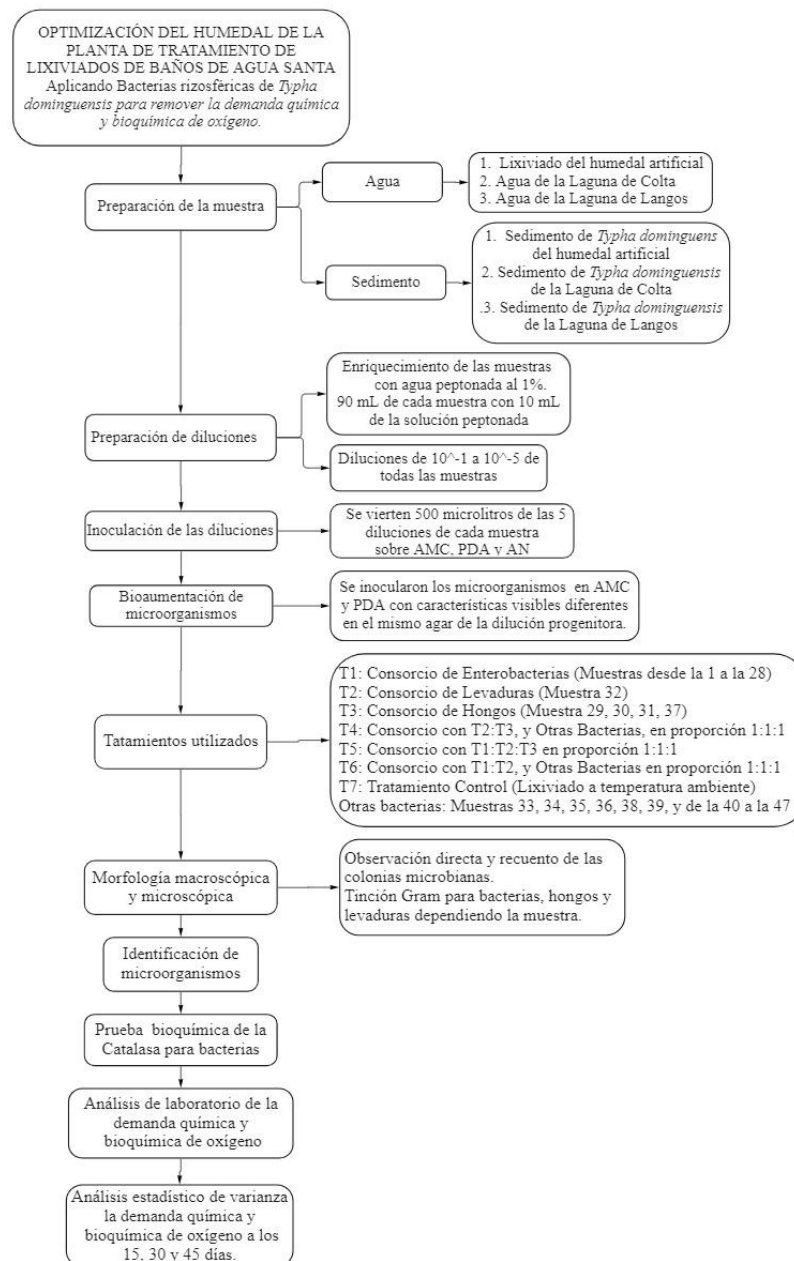 OPTIMIZACIÓN DEL HUMEDAL DE LA
PLANTA DE TRATAMIENTO DE
LIXIVIADOS DE BAÑOS DE AGUA SANTA
Aplicando Bacterias rizosféricas de Typha
dominguensis para remover la demanda química
y bioquímica de oxígeno.
Preparación de la muestra
Agua
1. Lixiviado del humedal artificial
2. Agua de la Laguna de Colta
3. Agua de la Laguna de Langos
Sedimento
1. Sedimento de Typha dominguens
del humedal artificial
2. Sedimento de Typha dominguensis
de la Laguna de Colta
.3. Sedimento de Typha dominguensis
de la Laguna de Langos
Preparación de diluciones
Enriquecimiento de las muestras
con agua peptonada al 1%.
90 mL de cada muestra con 10 mL
de la solución peptonada
Diluciones de 10^-1 a 10^-5 de
todas las muestras
Inoculación de las diluciones
Se vierten 500 microlitros de las 5
diluciones de cada muestra
sobre AMC, PDA y AN
Bioaumentación de
microorganismos
Se inocularon los microorganismos en AMC
y PDA con características visibles diferentes
en el mismo agar de la dilución progenitora.
Tatamientos utilizados
T1: Consorcio de Enterobacterias (Muestras desde la 1 a la 28)
T2: Consorcio de Levaduras (Muestra 32)
T3: Consorcio de Hongos (Muestra 29, 30, 31, 37)
T4: Consorcio con T2:T3, y Otras Bacterias, en proporción 1:1:1
T5: Consorcio con T1:T2:T3 en proporción 1:1:1
T6: Consorcio con T1:T2, y Otras Bacterias en proporción 1:1:1
T7: Tratamiento Control (Lixiviado a temperatura ambiente)
Otras bacterias: Muestras 33, 34, 35, 36, 38, 39, y de la 40 a la 47
Morfología macroscópica
y microscópica
Observación directa y recuento de las
colonias microbianas.
Tinción Gram para bacterias, hongos y
levaduras dependiendo la muestra.
Identificación de
microorganismos
Prueba bioquímica de la
Catalasa para bacterias
Análisis de laboratorio de la
demanda química y
bioquímica de oxígeno
Análisis estadístico de varianza
la demanda química y
bioquímica de oxígeno a los
15, 30 y 45 días.